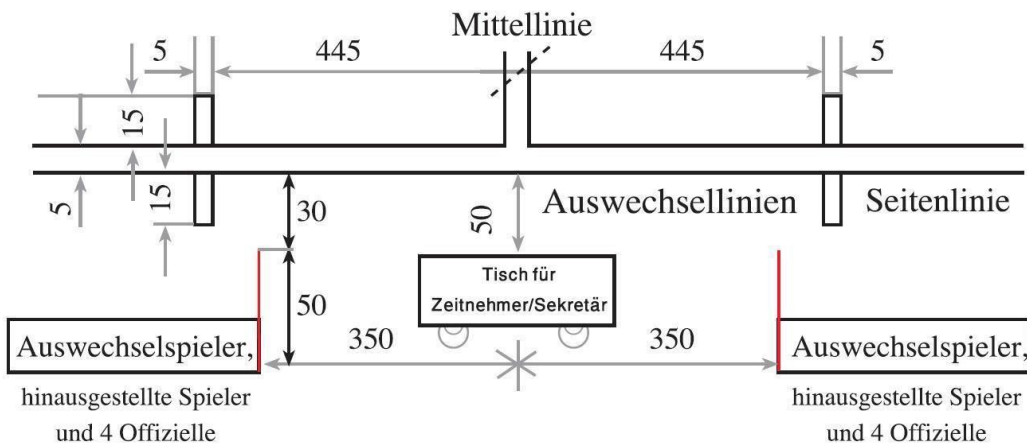 Mittellinie
5 445 445 5
15
5
15
30
50
Auswechsellinien
Seitenlinie
50
Tisch für
Zeitnehmer/Sekretär
350 350
Auswechselspieler,
hinausgestellte Spieler
und 4 Offizielle
Auswechselspieler,
hinausgestellte Spieler
und 4 Offizielle